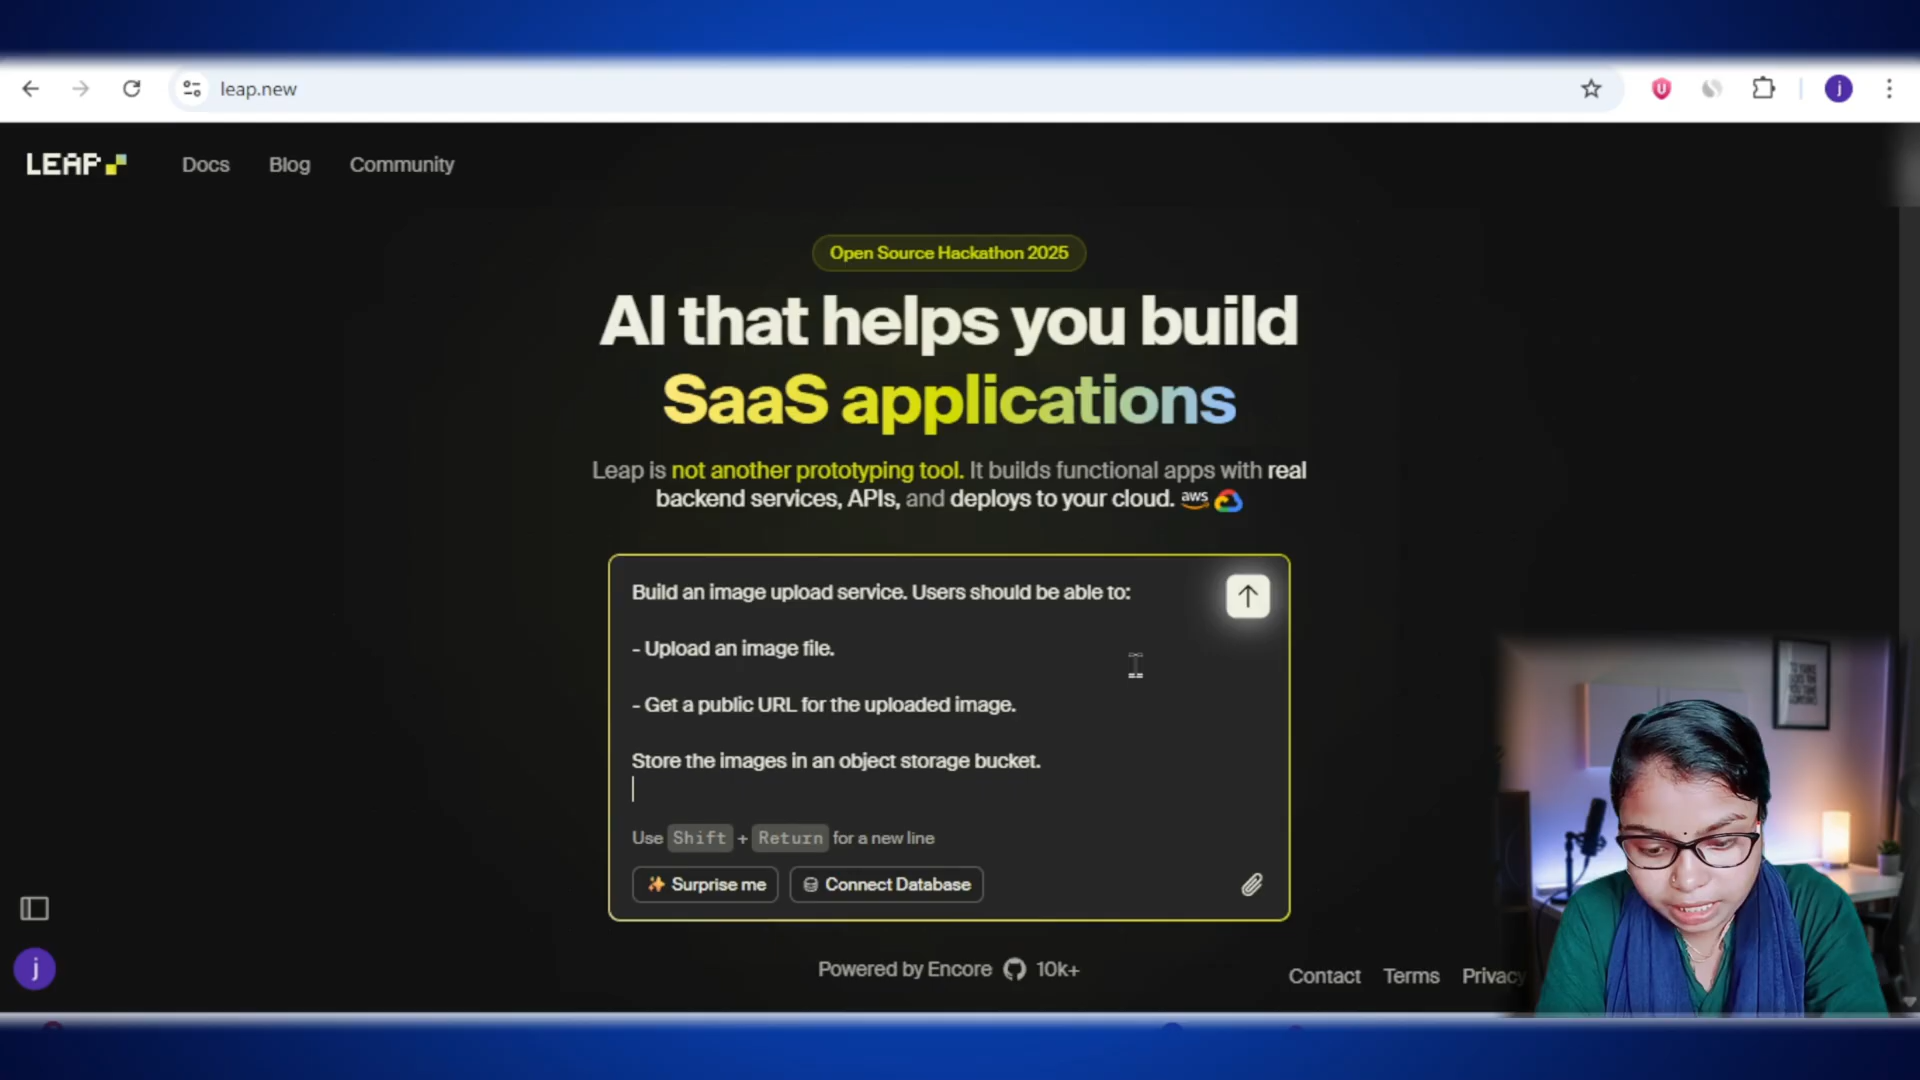 leap.new
j
LEAP
Docs
Blog
Community
Open Source Hackathon 2025
AI that helps you build
SaaS applications
Leap is not another prototyping tool. It builds functional apps with real
backend services, APIs, and deploys to your cloud. aws
Build an image upload service. Users should be able to:
- Upload an image file.
- Get a public URL for the uploaded image.
Store the images in an object storage bucket.
Use Shift + Return for a new line
Surprise me
Connect Database
j
Powered by Encore 10k+
Contact
Terms
Privacy